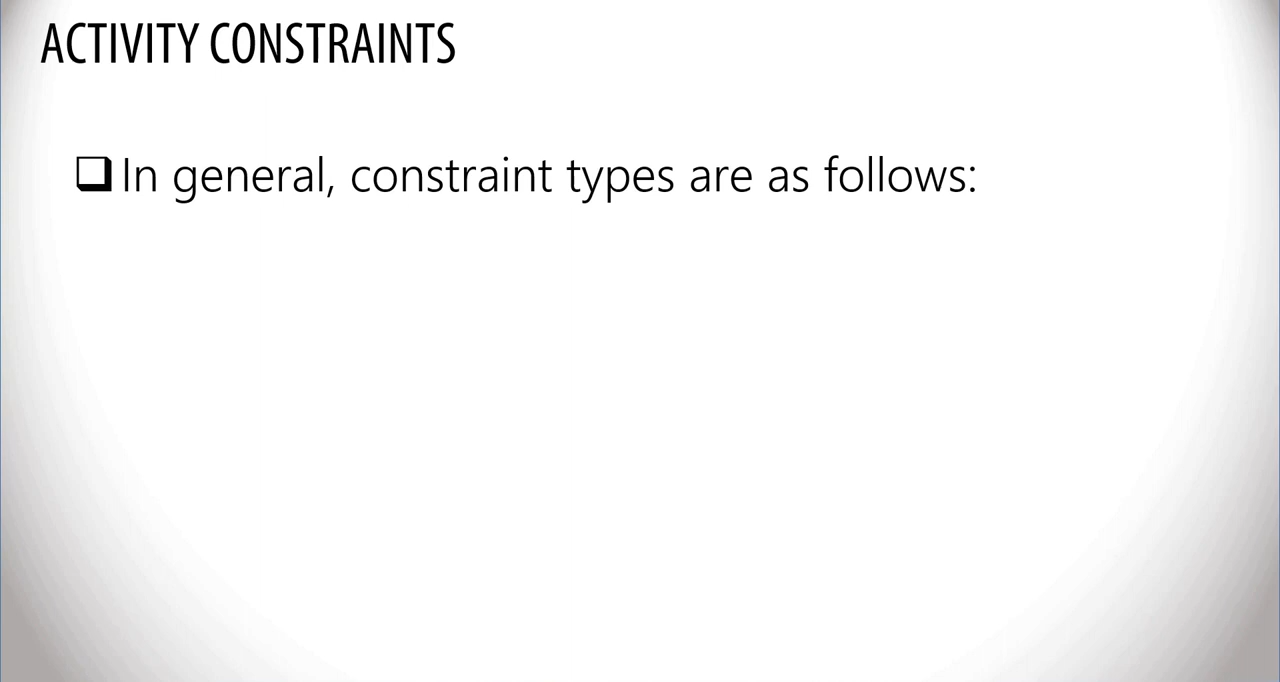 ACTIVITY CONSTRAINTS
❑ In general, constraint types are as follows: